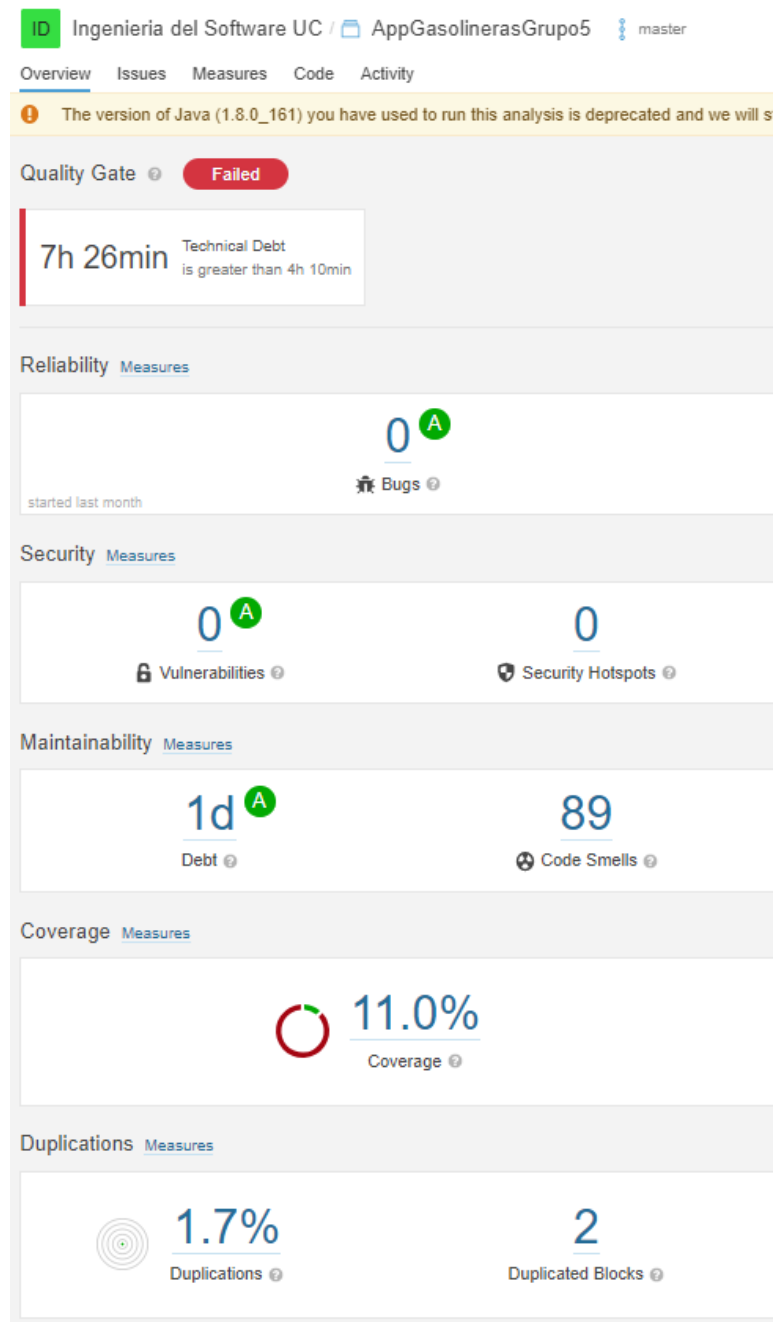 ID Ingenieria del Software UC / AppGasolinerasGrupo5 master
Overview Issues Measures Code Activity
The version of Java (1.8.0_161) you have used to run this analysis is deprecated and we will s
Quality Gate Failed
7h 26min Technical Debt
is greater than 4h 10min
Reliability Measures
0 A
Bugs
started last month
Security Measures
0 A 0
Vulnerabilities Security Hotspots
Maintainability Measures
1d A 89
Debt Code Smells
Coverage Measures
11.0%
Coverage
Duplications Measures
1.7% 2
Duplications Duplicated Blocks